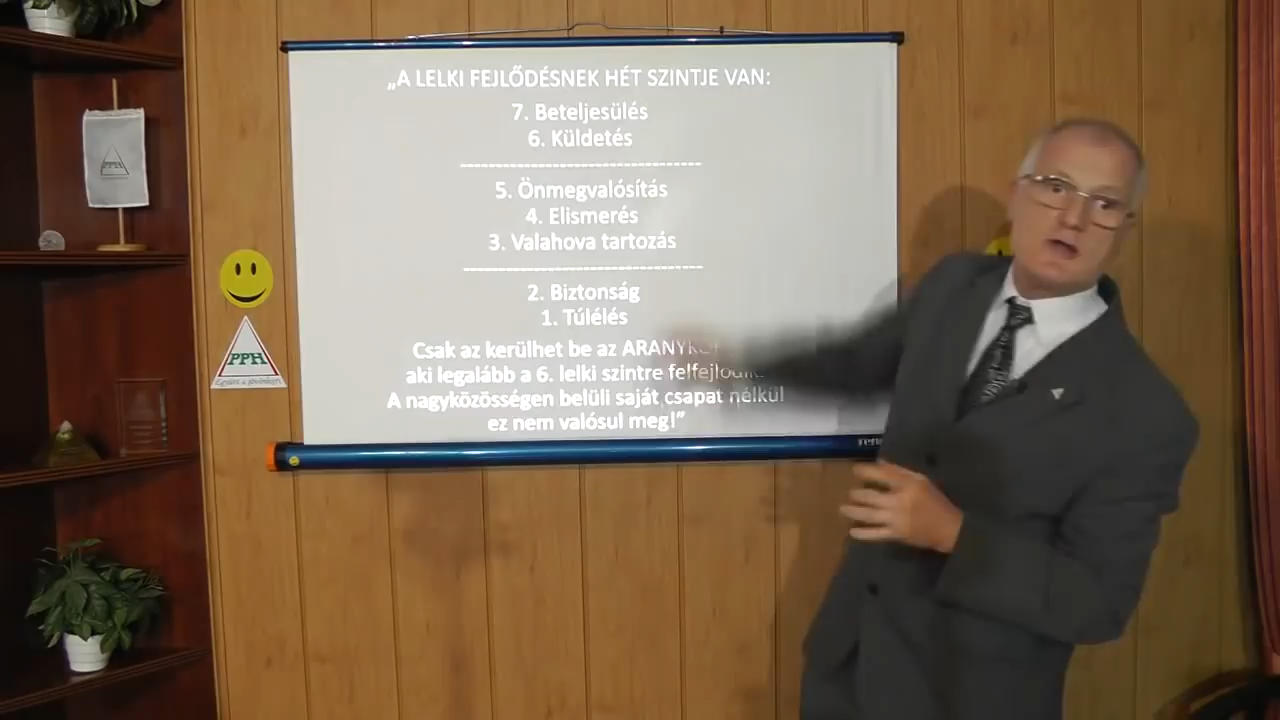 „A LELKI FEJLŐDÉSNEK HÉT SZINTJE VAN:
7. Beteljesülés
6. Küldetés
-------------------------------
5. Önmegvalósítás
4. Elismerés
3. Valahova tartozás
-------------------------------
2. Biztonság
1. Túlélés
Csak az kerülhet be az
aki legalább a 6. lelki szintre
A nagyközösségen belüli saját csapat nélkül
ez nem valósul meg!”
PPH
PPH